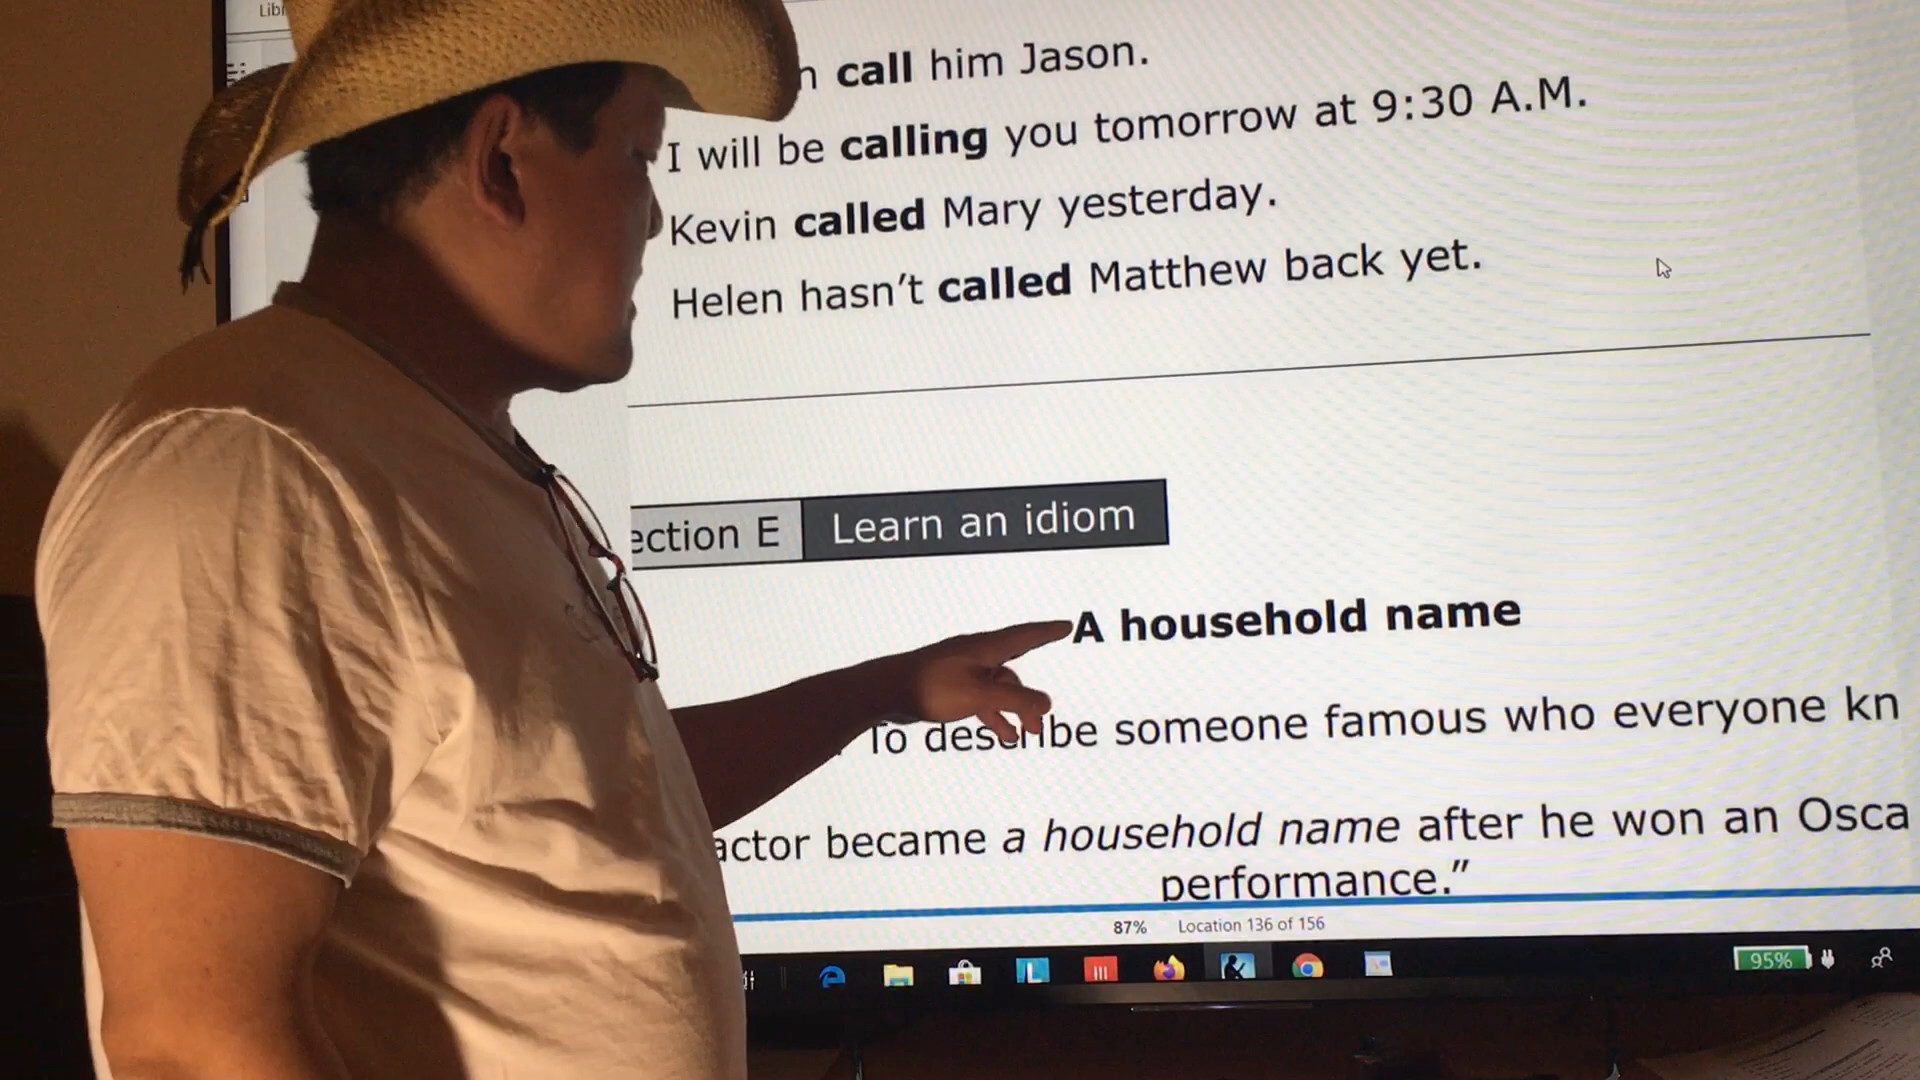 call him Jason.
I will be calling you tomorrow at 9:30 A.M.
Kevin called Mary yesterday.
Helen hasn't called Matthew back yet.
ection E Learn an idiom
A household name
To describe someone famous who everyone kn
actor became a household name after he won an Osca
performance.”
87% Location 136 of 156
95%